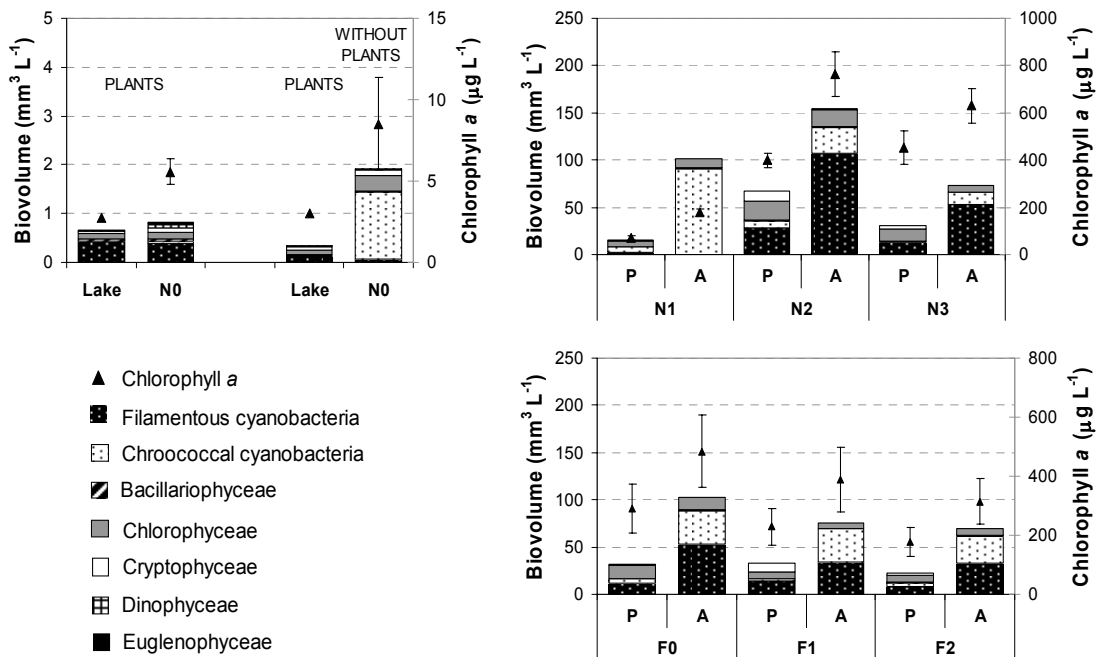 Biovolume (mm³ L⁻¹)
5
4
3
2
1
0
PLANTS
PLANTS
WITHOUT
PLANTS
Lake
N0
Lake
N0
15
10
5
0
Chlorophyll a (µg L⁻¹)
Biovolume (mm³ L⁻¹)
250
200
150
100
50
0
P
A
P
A
P
A
N1
N2
N3
1000
800
600
400
200
0
Chlorophyll a (µg L⁻¹)
Chlorophyll a
Filamentous cyanobacteria
Chroococcal cyanobacteria
Bacillariophyceae
Chlorophyceae
Cryptophyceae
Dinophyceae
Euglenophyceae
Biovolume (mm³ L⁻¹)
250
200
150
100
50
0
P
A
P
A
P
A
F0
F1
F2
800
600
400
200
0
Chlorophyll a (µg L⁻¹)